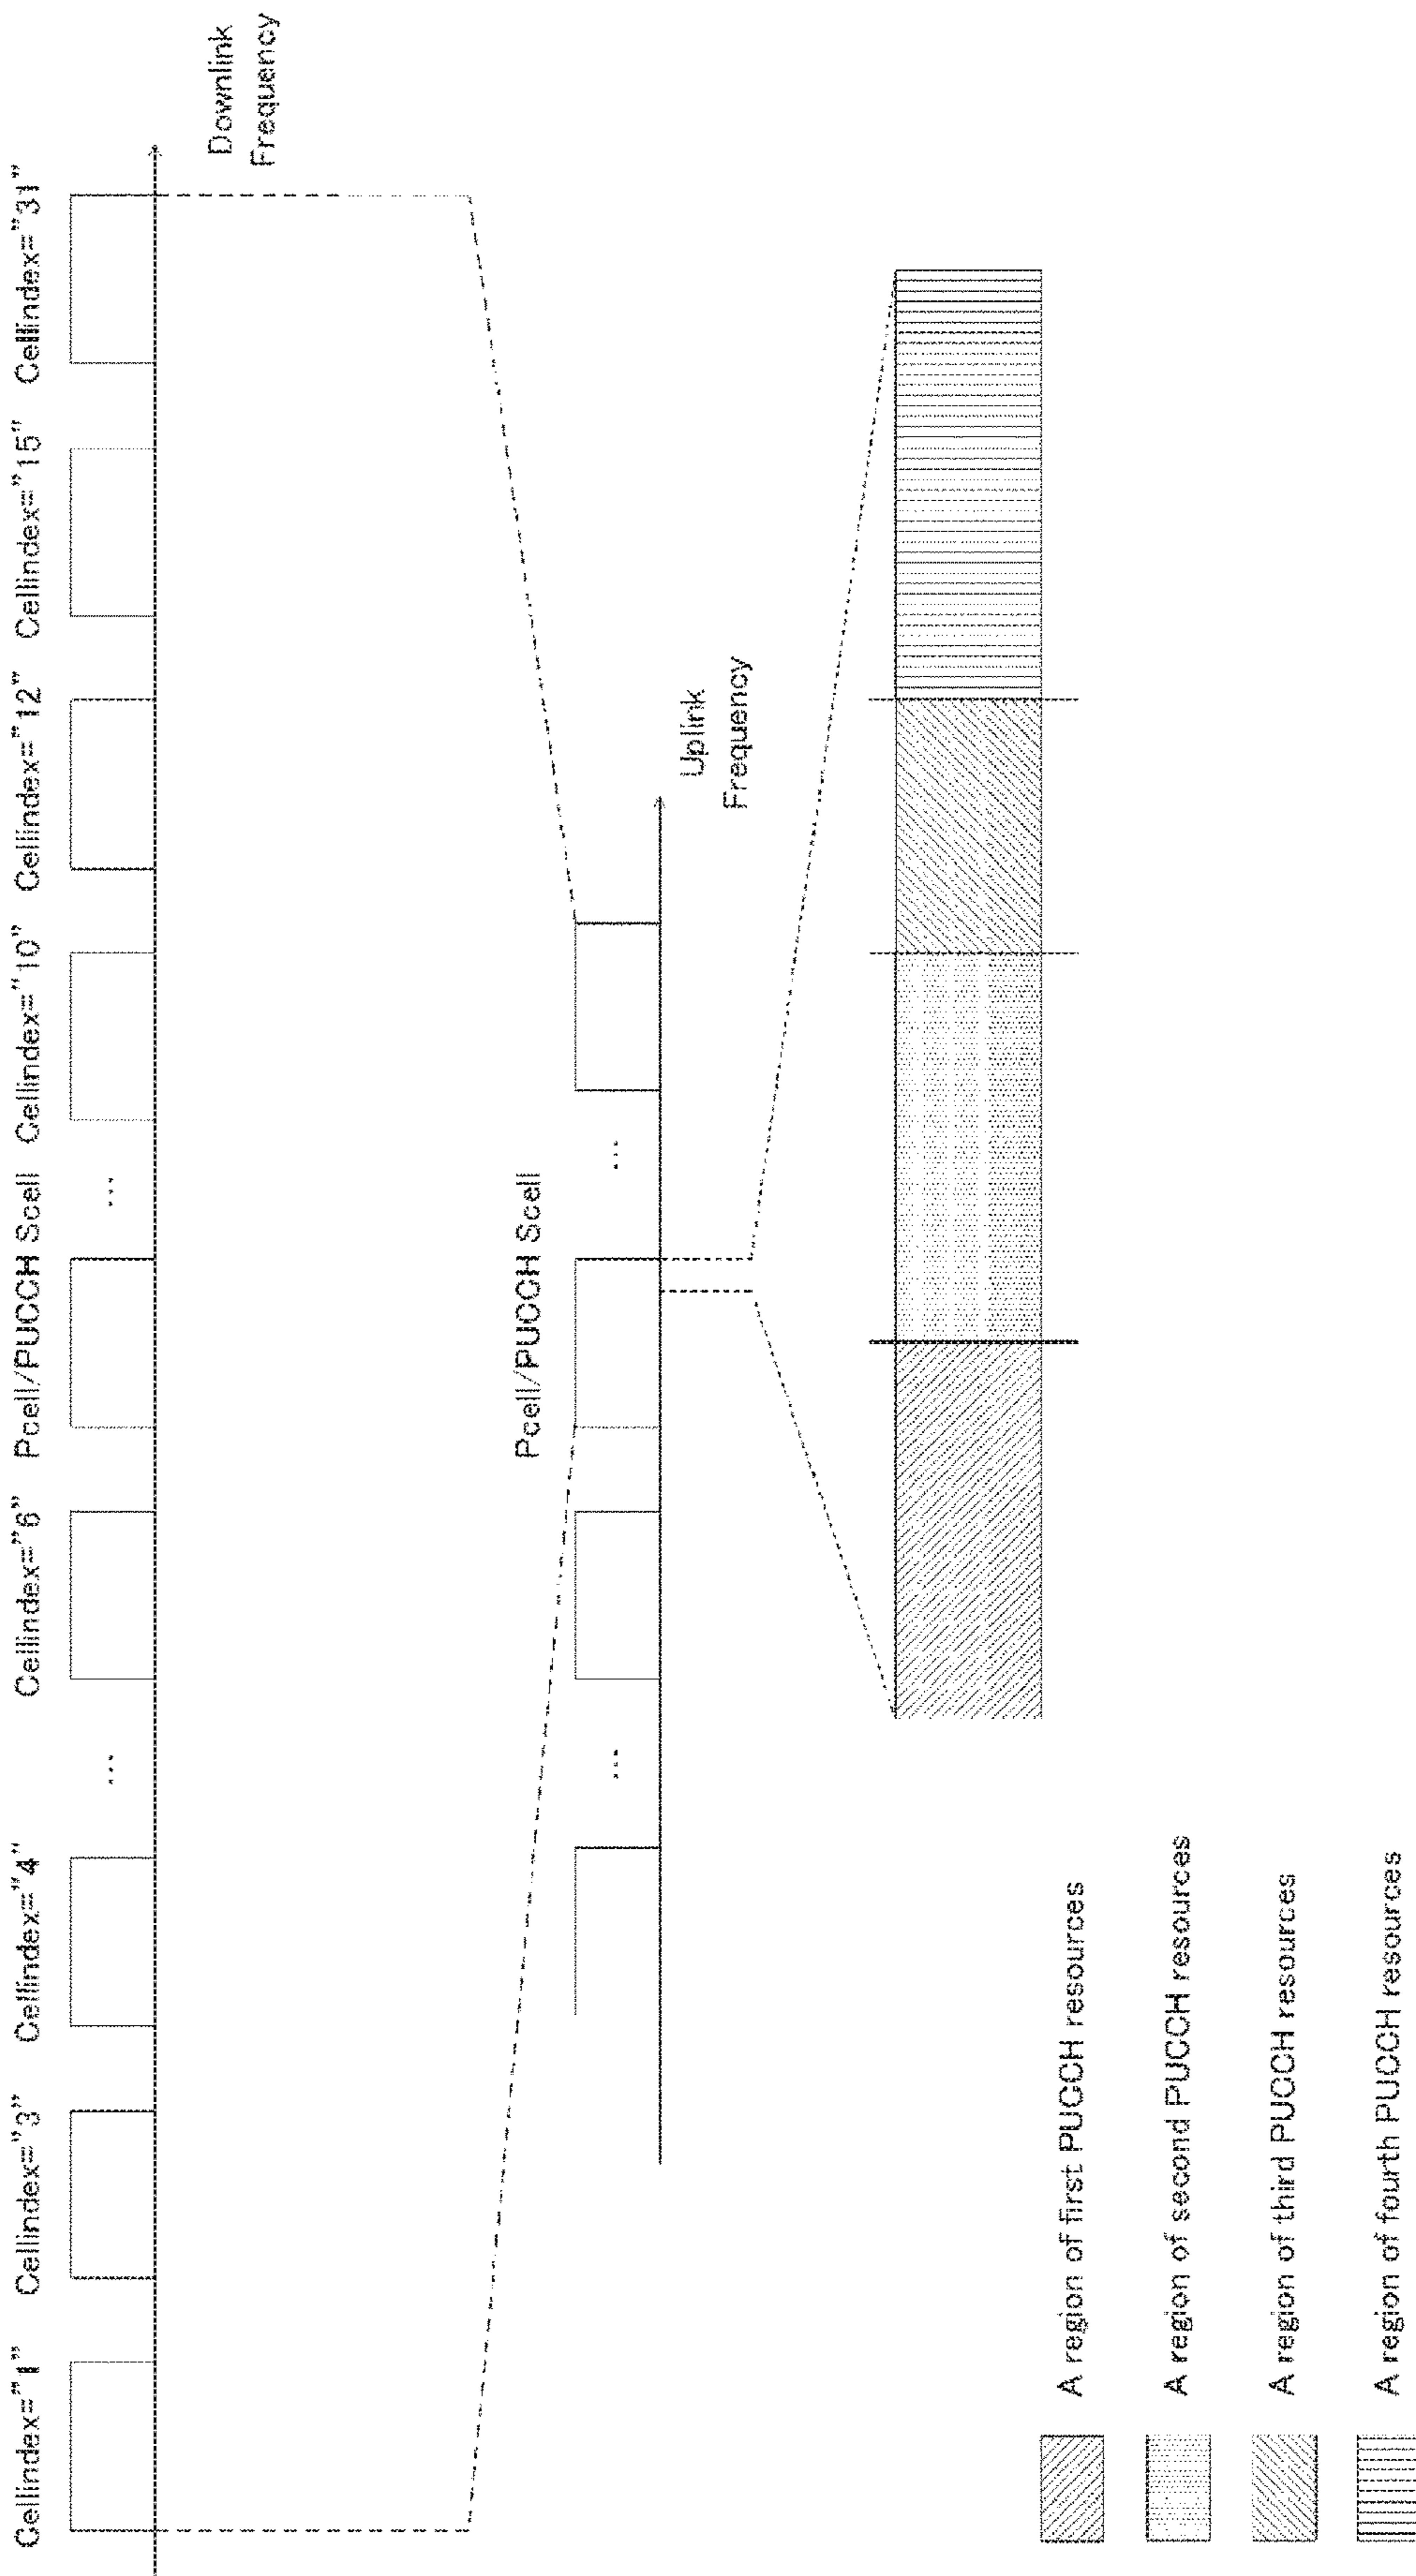 Cellindex="1"
Cellindex="3"
Cellindex="4"
...
Cellindex="6"
Pcell/PUCCH Scell
...
Cellindex="10"
Cellindex="12"
Cellindex="15"
Cellindex="31"
Downlink
Frequency
Pcell/PUCCH Scell
...
...
Uplink
Frequency
A region of first PUCCH resources
A region of second PUCCH resources
A region of third PUCCH resources
A region of fourth PUCCH resources